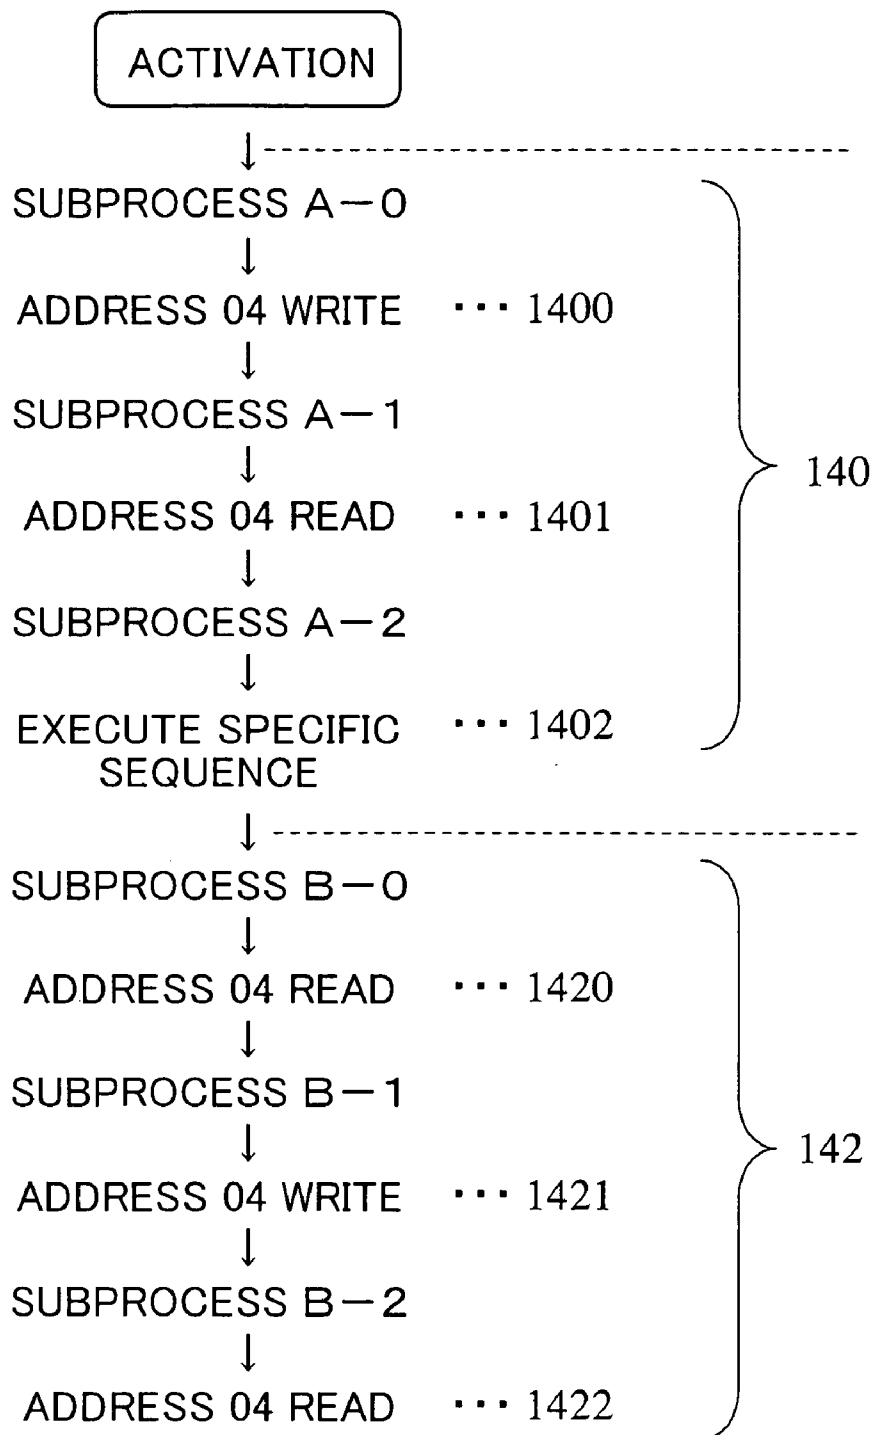 ACTIVATION
SUBPROCESS A-0
ADDRESS 04 WRITE ··· 1400
SUBPROCESS A-1
ADDRESS 04 READ ··· 1401
SUBPROCESS A-2
EXECUTE SPECIFIC ··· 1402
SEQUENCE
140
SUBPROCESS B-0
ADDRESS 04 READ ··· 1420
SUBPROCESS B-1
ADDRESS 04 WRITE ··· 1421
SUBPROCESS B-2
ADDRESS 04 READ ··· 1422
142